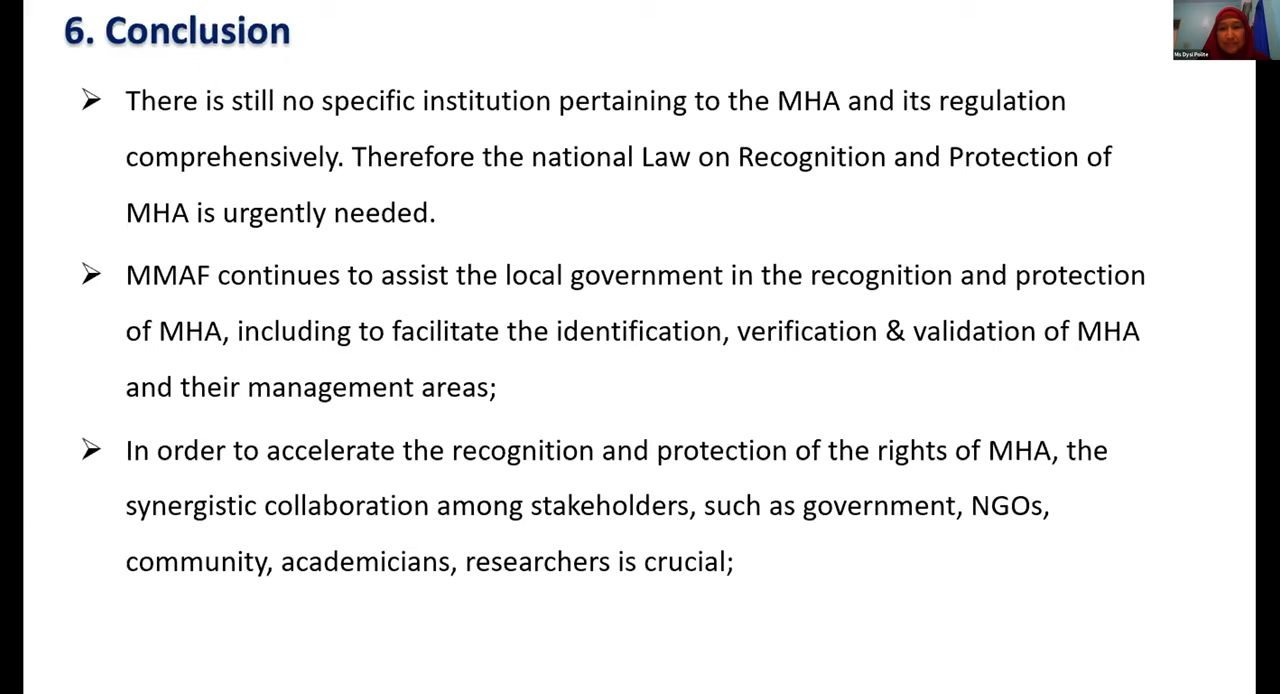 6. Conclusion
Ms Dysi Polite
There is still no specific institution pertaining to the MHA and its regulation
comprehensively. Therefore the national Law on Recognition and Protection of
MHA is urgently needed.
MMAF continues to assist the local government in the recognition and protection
of MHA, including to facilitate the identification, verification & validation of MHA
and their management areas;
In order to accelerate the recognition and protection of the rights of MHA, the
synergistic collaboration among stakeholders, such as government, NGOs,
community, academicians, researchers is crucial;